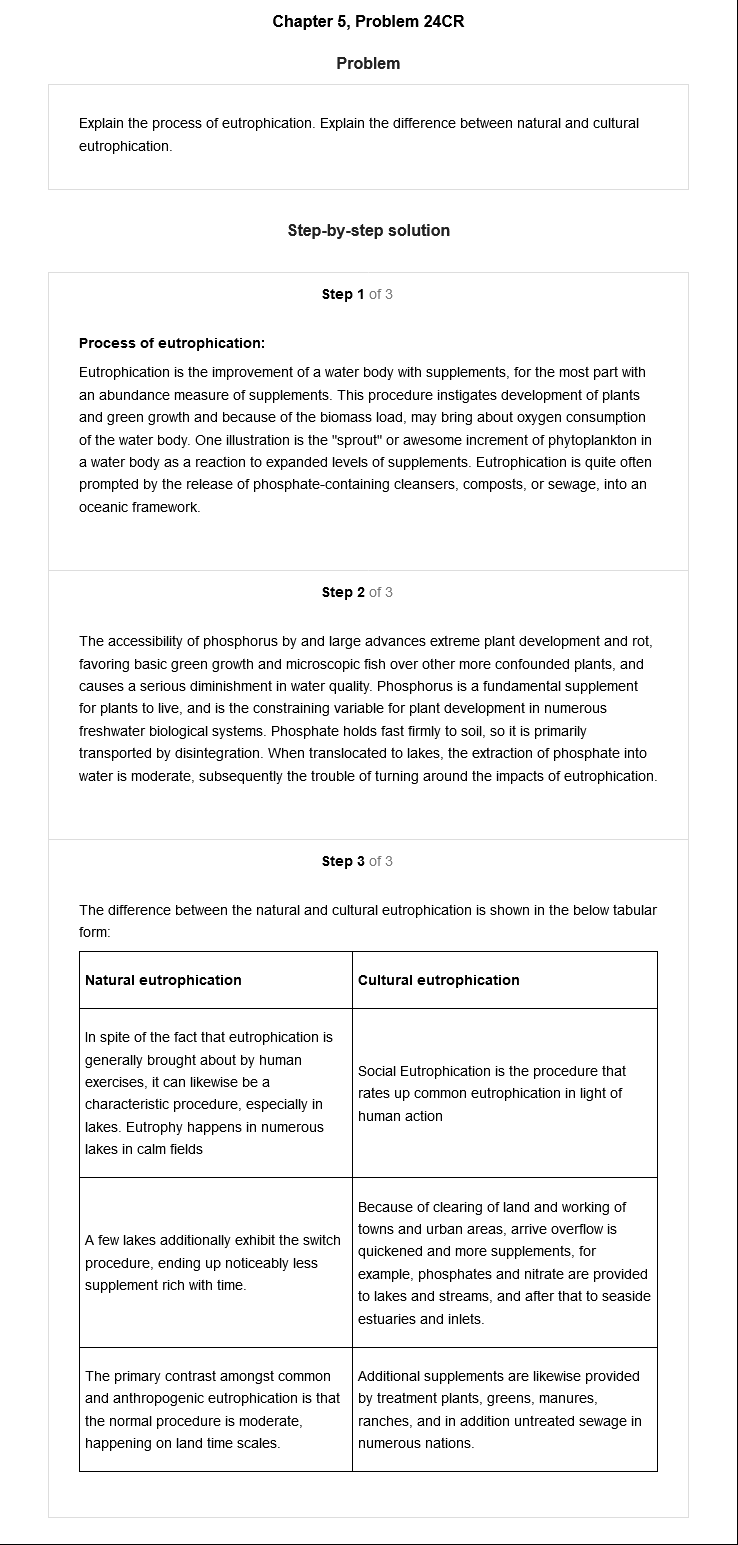 Chapter 5, Problem 24CR
Problem
Explain the process of eutrophication. Explain the difference between natural and cultural
eutrophication.
Step-by-step solution
Step 1 of 3
Process of eutrophication:
Eutrophication is the improvement of a water body with supplements, for the most part with
an abundance measure of supplements. This procedure instigates development of plants
and green growth and because of the biomass load, may bring about oxygen consumption
of the water body. One illustration is the "sprout" or awesome increment of phytoplankton in
a water body as a reaction to expanded levels of supplements. Eutrophication is quite often
prompted by the release of phosphate-containing cleansers, composts, or sewage, into an
oceanic framework.
Step 2 of 3
The accessibility of phosphorus by and large advances extreme plant development and rot,
favoring basic green growth and microscopic fish over other more confounded plants, and
causes a serious diminishment in water quality. Phosphorus is a fundamental supplement
for plants to live, and is the constraining variable for plant development in numerous
freshwater biological systems. Phosphate holds fast firmly to soil, so it is primarily
transported by disintegration. When translocated to lakes, the extraction of phosphate into
water is moderate, subsequently the trouble of turning around the impacts of eutrophication.
Step 3 of 3
The difference between the natural and cultural eutrophication is shown in the below tabular
form:
Natural eutrophication
Cultural eutrophication
In spite of the fact that eutrophication is
generally brought about by human
exercises, it can likewise be a
characteristic procedure, especially in
lakes. Eutrophy happens in numerous
lakes in calm fields
Social Eutrophication is the procedure that
rates up common eutrophication in light of
human action
A few lakes additionally exhibit the switch
procedure, ending up noticeably less
supplement rich with time.
Because of clearing of land and working of
towns and urban areas, arrive overflow is
quickened and more supplements, for
example, phosphates and nitrate are provided
to lakes and streams, and after that to seaside
estuaries and inlets.
The primary contrast amongst common
and anthropogenic eutrophication is that
the normal procedure is moderate,
happening on land time scales.
Additional supplements are likewise provided
by treatment plants, greens, manures,
ranches, and in addition untreated sewage in
numerous nations.